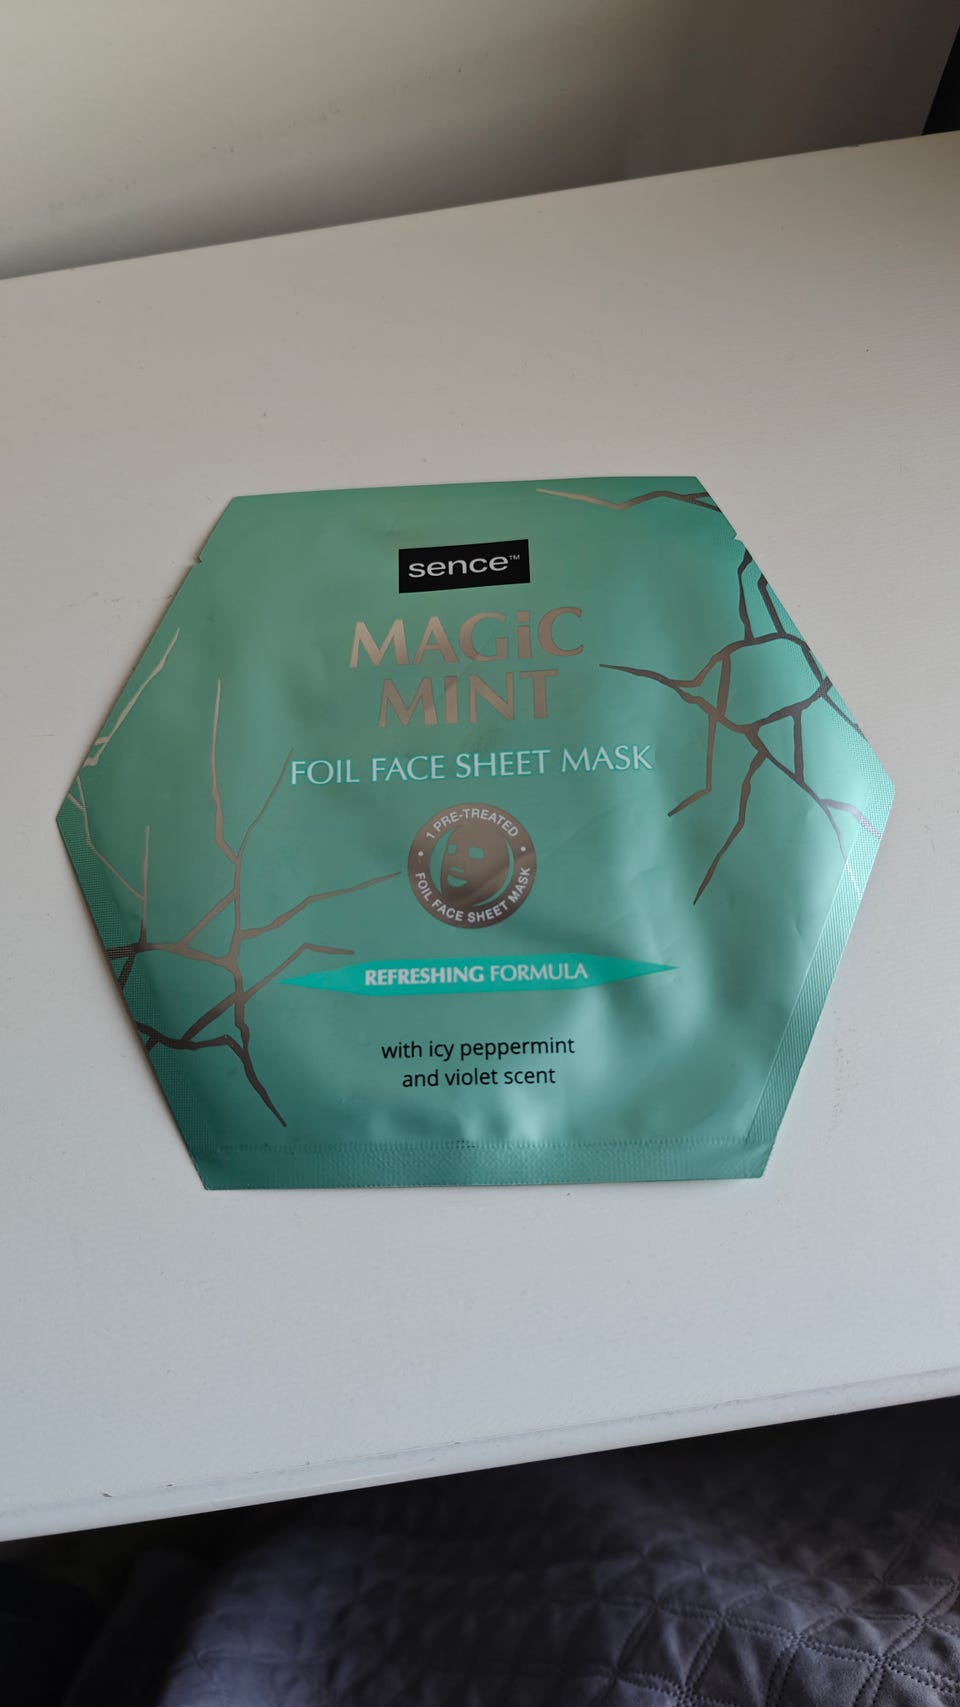 sence™
MAGiC
MINT
FOIL FACE SHEET MASK
• 1 PRE-TREATED •
FOIL FACE SHEET MASK
REFRESHING FORMULA
with icy peppermint
and violet scent